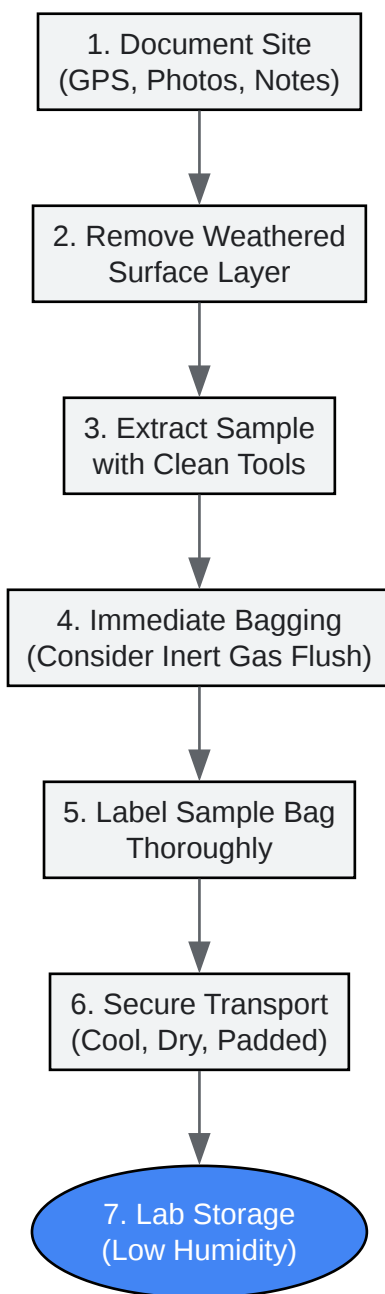 1. Document Site
(GPS, Photos, Notes)
2. Remove Weathered
Surface Layer
3. Extract Sample
with Clean Tools
4. Immediate Bagging
(Consider Inert Gas Flush)
5. Label Sample Bag
Thoroughly
6. Secure Transport
(Cool, Dry, Padded)
7. Lab Storage
(Low Humidity)